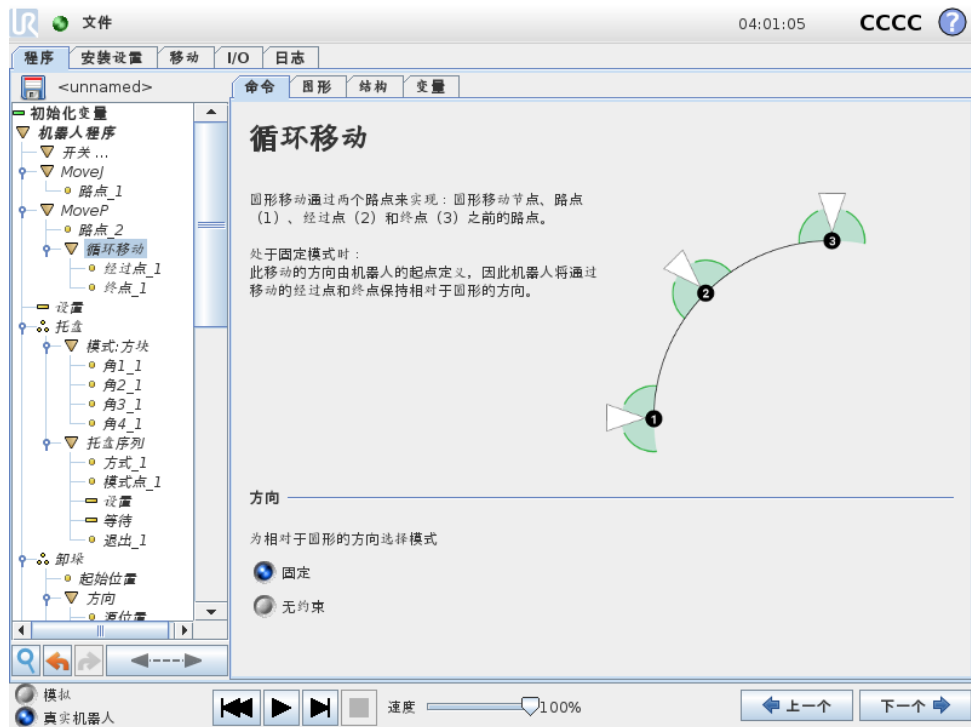 UR 文件 04:01:05 CCCC ?
程序 安装设置 移动 I/O 日志
<unnamed>
命令 图形 结构 变量
初始化变量
机器人程序
开关 ...
MoveJ
路点_1
MoveP
路点_2
循环移动
经过点_1
终点_1
设置
托盘
模式:方块
角1_1
角2_1
角3_1
角4_1
托盘序列
方式_1
模式点_1
设置
等待
退出_1
卸垛
起始位置
方向
源位置
循环移动
圆形移动通过两个路点来实现：圆形移动节点、路点
（1）、经过点（2）和终点（3）之前的路点。
处于固定模式时：
此移动的方向由机器人的起点定义，因此机器人将通过
移动的经过点和终点保持相对于圆形的方向。
3
2
1
方向
为相对于圆形的方向选择模式
固定
无约束
模拟
真实机器人
速度 100%
上一个 下一个